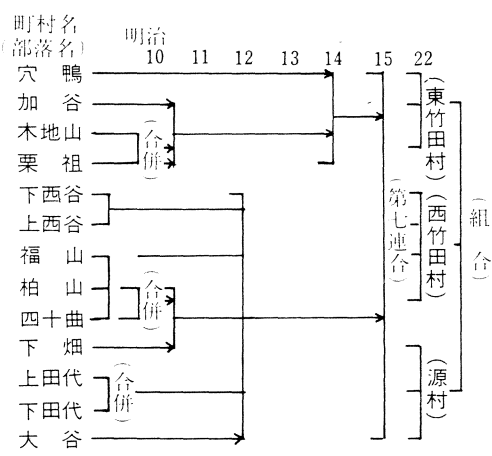 町村名
(部落名)
明治
10 11 12 13 14 15 22
穴鴨
加谷
木地山
栗祖
下西谷
上西谷
福山
柏山
四十曲
下畑
上田代
下田代
大谷
(合併)
(合併)
(合併)
(第七連合)
(東竹田村)
(西竹田村)
(源村)
(組合)